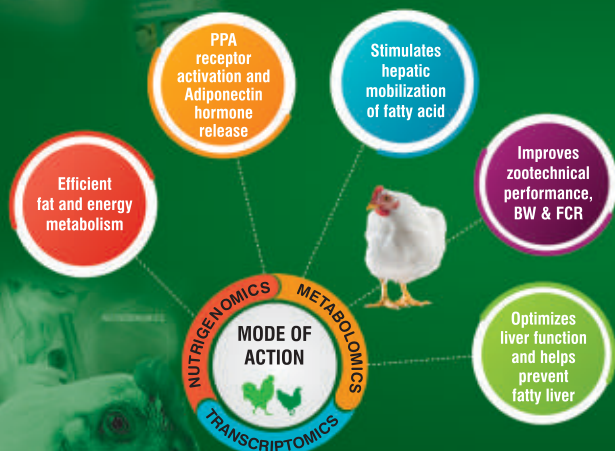 PPA
receptor
activation and
Adiponectin
hormone
release
Stimulates
hepatic
mobilization
of fatty acid
Efficient
fat and energy
metabolism
Improves
zootechnical
performance,
BW & FCR
NUTRIGENOMICS
METABOLOMICS
TRANSCRIPTOMICS
MODE OF
ACTION
Optimizes
liver function
and helps
prevent
fatty liver